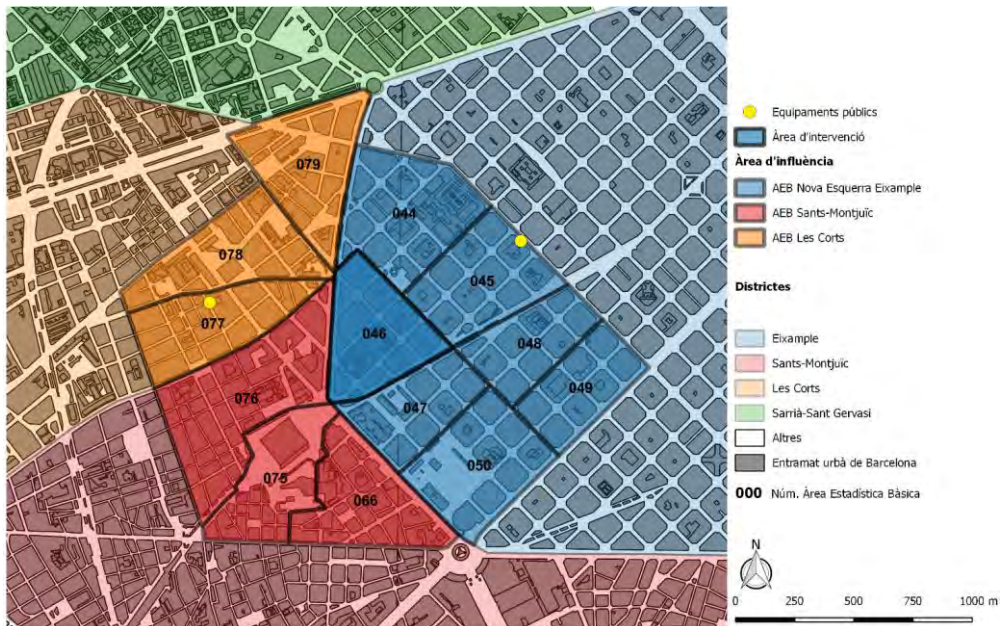 079
044
078
045
077
046
048
049
076
047
075
050
066
Equipaments públics
Àrea d'intervenció
Àrea d'influència
AEB Nova Esquerra Eixample
AEB Sants-Montjuïc
AEB Les Corts
Districtes
Eixample
Sants-Montjuïc
Les Corts
Sarrià-Sant Gervasi
Altres
Entramat urbà de Barcelona
000 Núm. Àrea Estadística Bàsica
N
0 250 500 750 1000 m